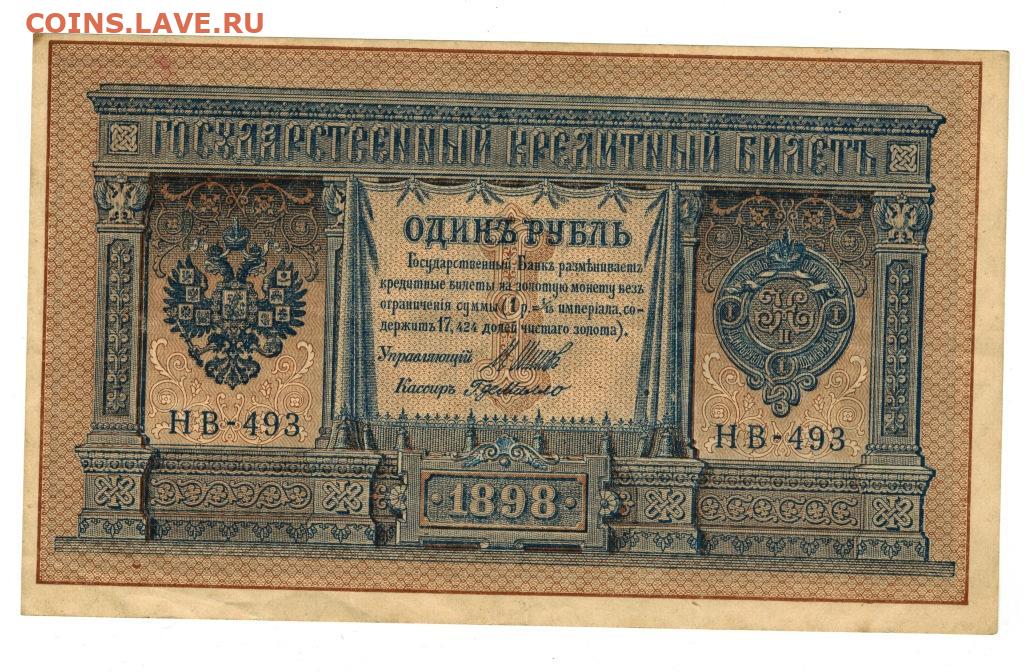 COINS.LAVE.RU
ГОСУДАРСТВЕННЫЙ КРЕДИТНЫЙ БИЛЕТЪ
ОДИНЪ РУБЛЬ
Государственный Банкъ размѣниваетъ
кредитные билеты на золотую монету безъ
ограниченія суммы (1 р.= 1/15 имперіала, со-
держитъ 17,424 долей чистаго золота).
Управляющій
Кассиръ
НВ-493
НВ-493
1898